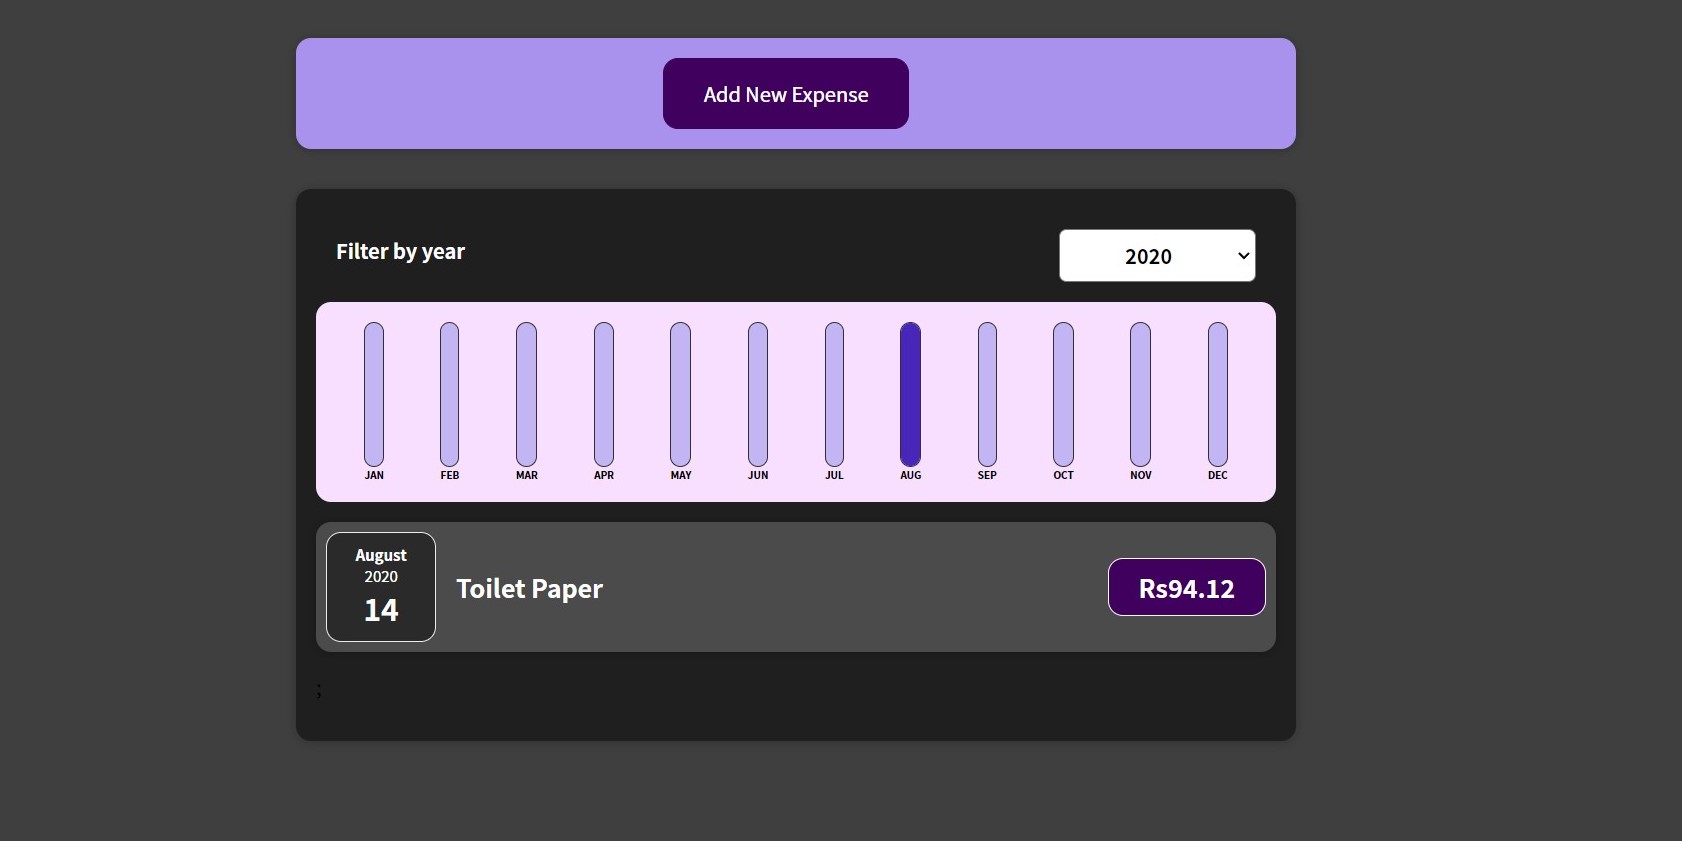 Add New Expense
Filter by year
2020
JAN FEB MAR APR MAY JUN JUL AUG SEP OCT NOV DEC
August
2020
14
Toilet Paper
Rs94.12
;